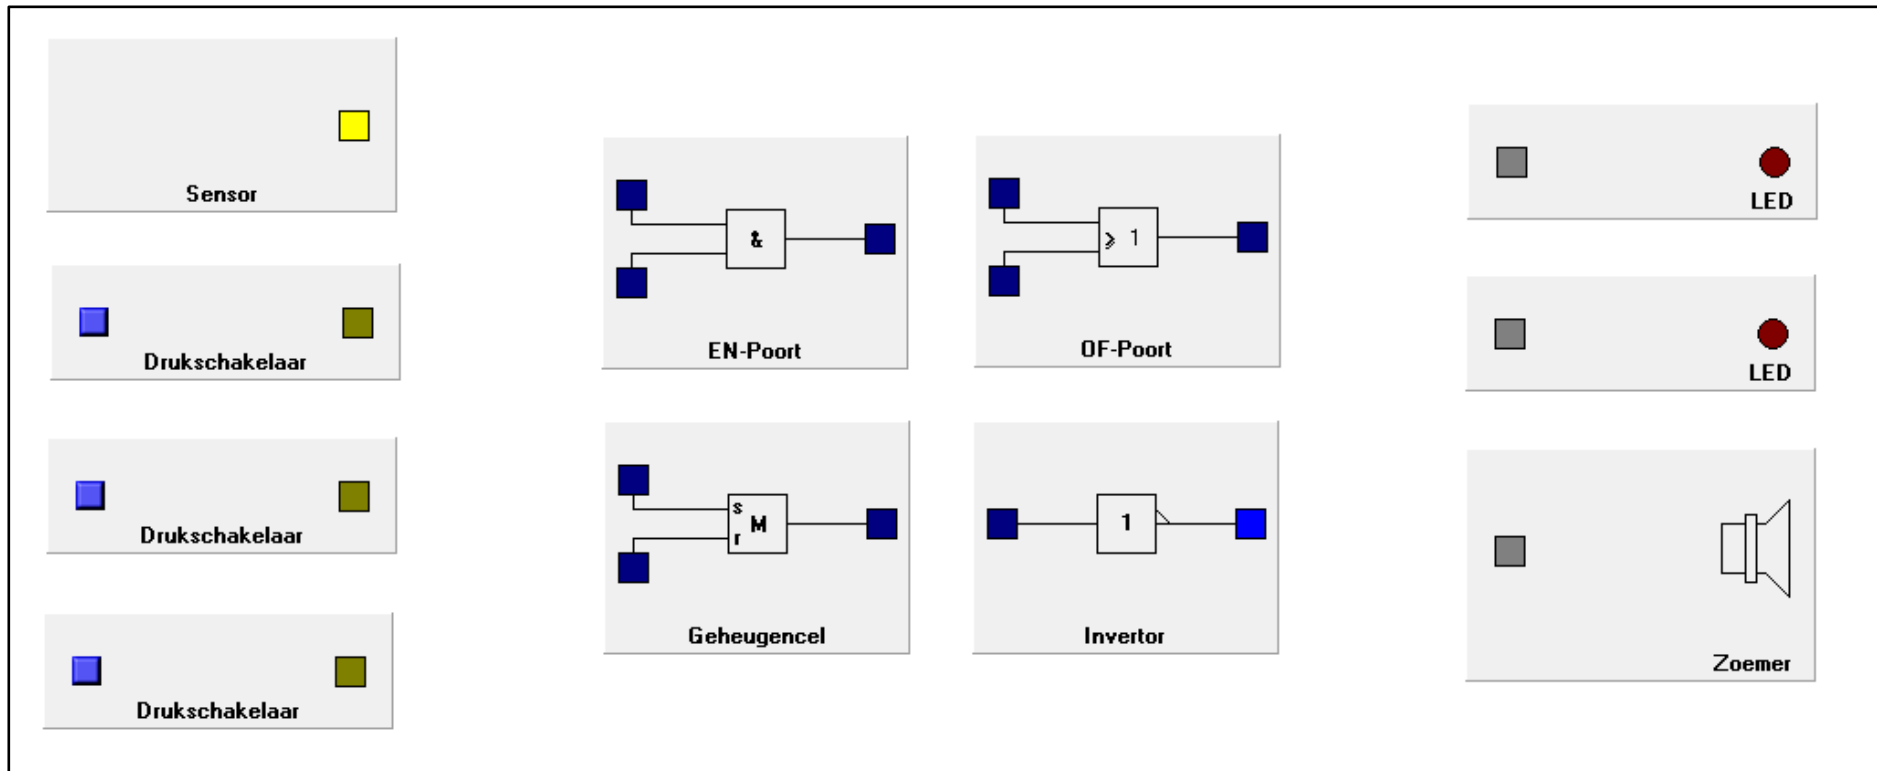 Sensor
Drukschakelaar
Drukschakelaar
Drukschakelaar
&
EN-Poort
≥ 1
OF-Poort
s
M
r
Geheugencel
1
Invertor
LED
LED
Zoemer